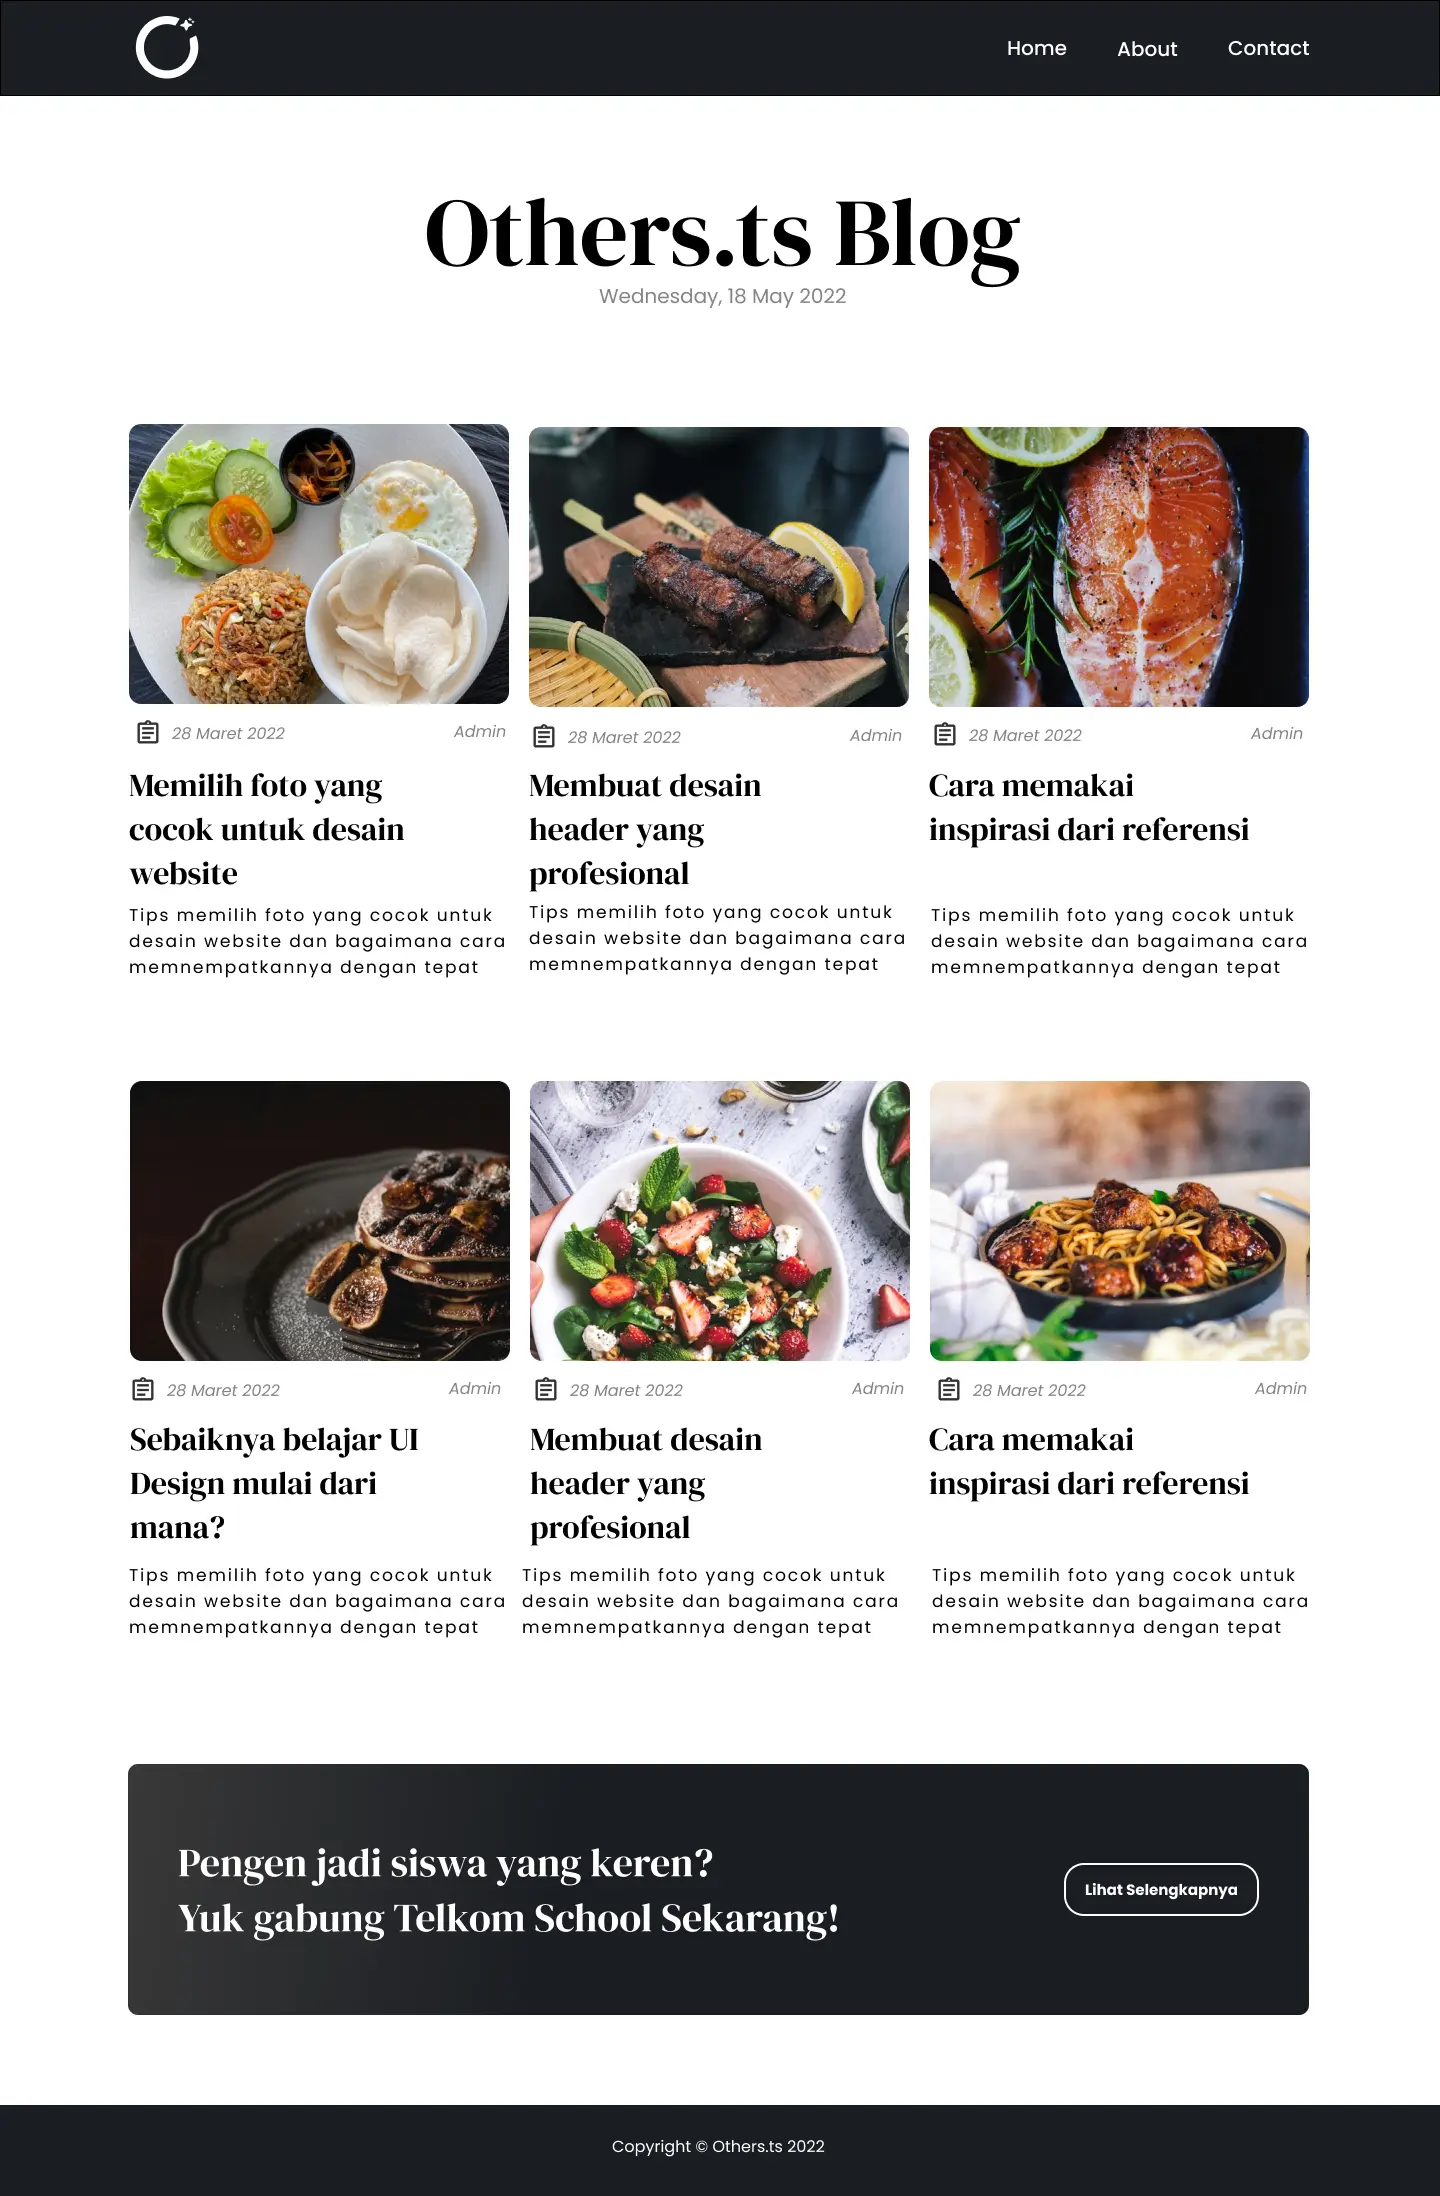 Home
About
Contact
Others.ts Blog
Wednesday, 18 May 2022
28 Maret 2022
Admin
Memilih foto yang
cocok untuk desain
website
Tips memilih foto yang cocok untuk
desain website dan bagaimana cara
memnempatkannya dengan tepat
28 Maret 2022
Admin
Membuat desain
header yang
profesional
Tips memilih foto yang cocok untuk
desain website dan bagaimana cara
memnempatkannya dengan tepat
28 Maret 2022
Admin
Cara memakai
inspirasi dari referensi
Tips memilih foto yang cocok untuk
desain website dan bagaimana cara
memnempatkannya dengan tepat
28 Maret 2022
Admin
Sebaiknya belajar UI
Design mulai dari
mana?
Tips memilih foto yang cocok untuk
desain website dan bagaimana cara
memnempatkannya dengan tepat
28 Maret 2022
Admin
Membuat desain
header yang
profesional
Tips memilih foto yang cocok untuk
desain website dan bagaimana cara
memnempatkannya dengan tepat
28 Maret 2022
Admin
Cara memakai
inspirasi dari referensi
Tips memilih foto yang cocok untuk
desain website dan bagaimana cara
memnempatkannya dengan tepat
Pengen jadi siswa yang keren?
Yuk gabung Telkom School Sekarang!
Lihat Selengkapnya
Copyright © Others.ts 2022